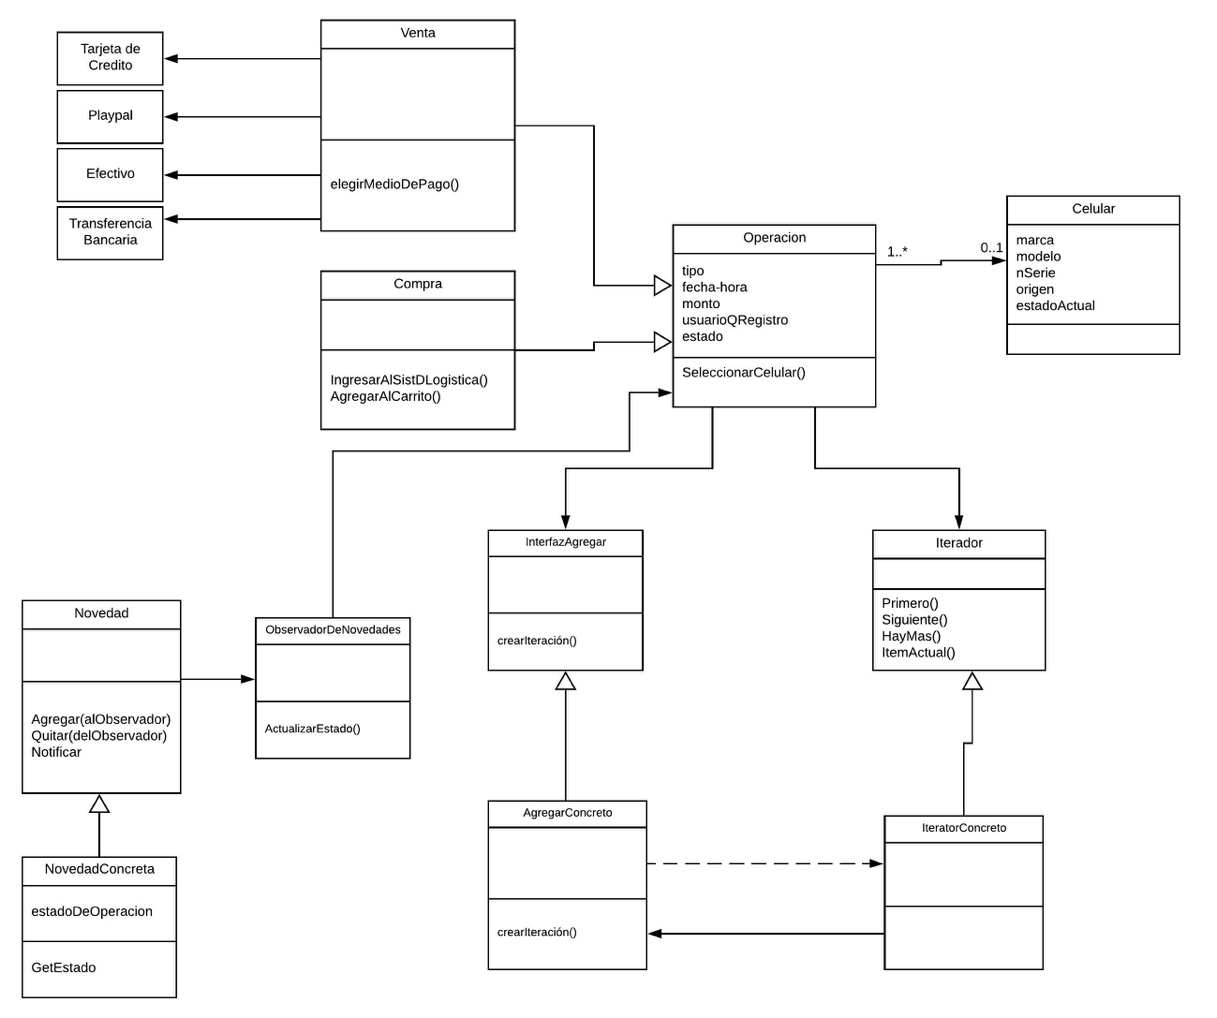 Tarjeta de
Credito
Playpal
Efectivo
Transferencia
Bancaria
Venta
elegirMedioDePago()
Compra
IngresarAlSistDLogistica()
AgregarAlCarrito()
Operacion
tipo
fecha-hora
monto
usuarioQRegistro
estado
SeleccionarCelular()
1..*
0..1
Celular
marca
modelo
nSerie
origen
estadoActual
InterfazAgregar
crearIteración()
Iterador
Primero()
Siguiente()
HayMas()
ItemActual()
Novedad
Agregar(alObservador)
Quitar(delObservador)
Notificar
ObservadorDeNovedades
ActualizarEstado()
NovedadConcreta
estadoDeOperacion
GetEstado
AgregarConcreto
crearIteración()
IteratorConcreto